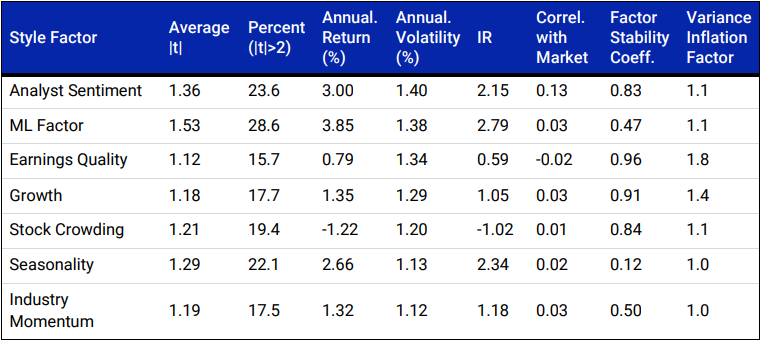 Style Factor Average |t| Percent (|t|>2) Annual. Return (%) Annual. Volatility (%) IR Correl. with Market Factor Stability Coeff. Variance Inflation Factor
Analyst Sentiment 1.36 23.6 3.00 1.40 2.15 0.13 0.83 1.1
ML Factor 1.53 28.6 3.85 1.38 2.79 0.03 0.47 1.1
Earnings Quality 1.12 15.7 0.79 1.34 0.59 -0.02 0.96 1.8
Growth 1.18 17.7 1.35 1.29 1.05 0.03 0.91 1.4
Stock Crowding 1.21 19.4 -1.22 1.20 -1.02 0.01 0.84 1.1
Seasonality 1.29 22.1 2.66 1.13 2.34 0.02 0.12 1.0
Industry Momentum 1.19 17.5 1.32 1.12 1.18 0.03 0.50 1.0